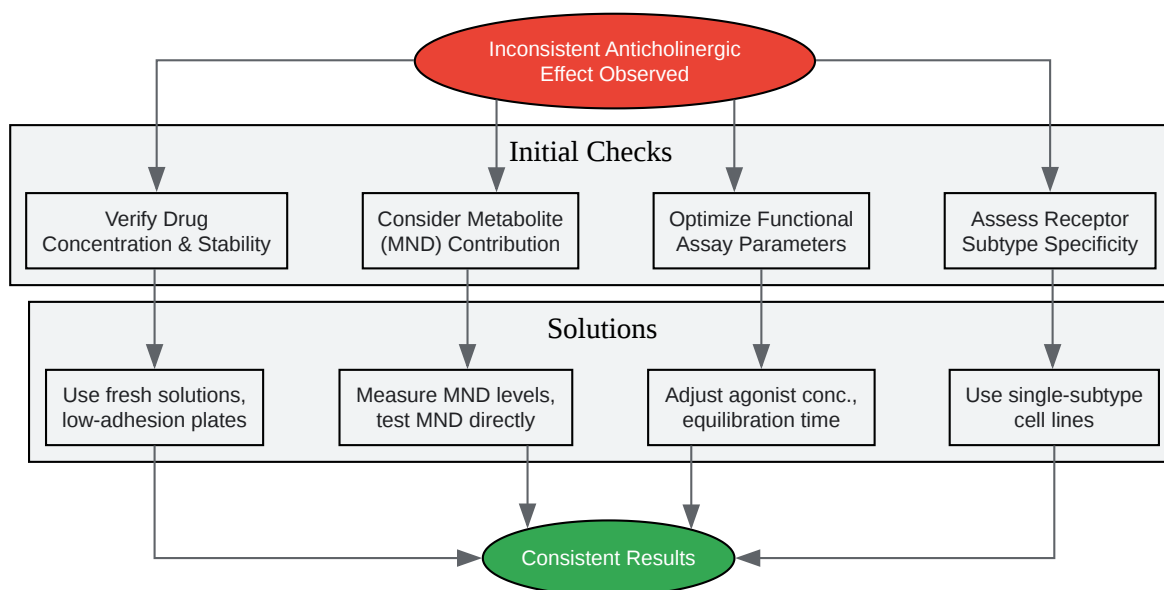 Inconsistent Anticholinergic
Effect Observed
Initial Checks
Verify Drug
Concentration & Stability
Consider Metabolite
(MND) Contribution
Optimize Functional
Assay Parameters
Assess Receptor
Subtype Specificity
Solutions
Use fresh solutions,
low-adhesion plates
Measure MND levels,
test MND directly
Adjust agonist conc.,
equilibration time
Use single-subtype
cell lines
Consistent Results